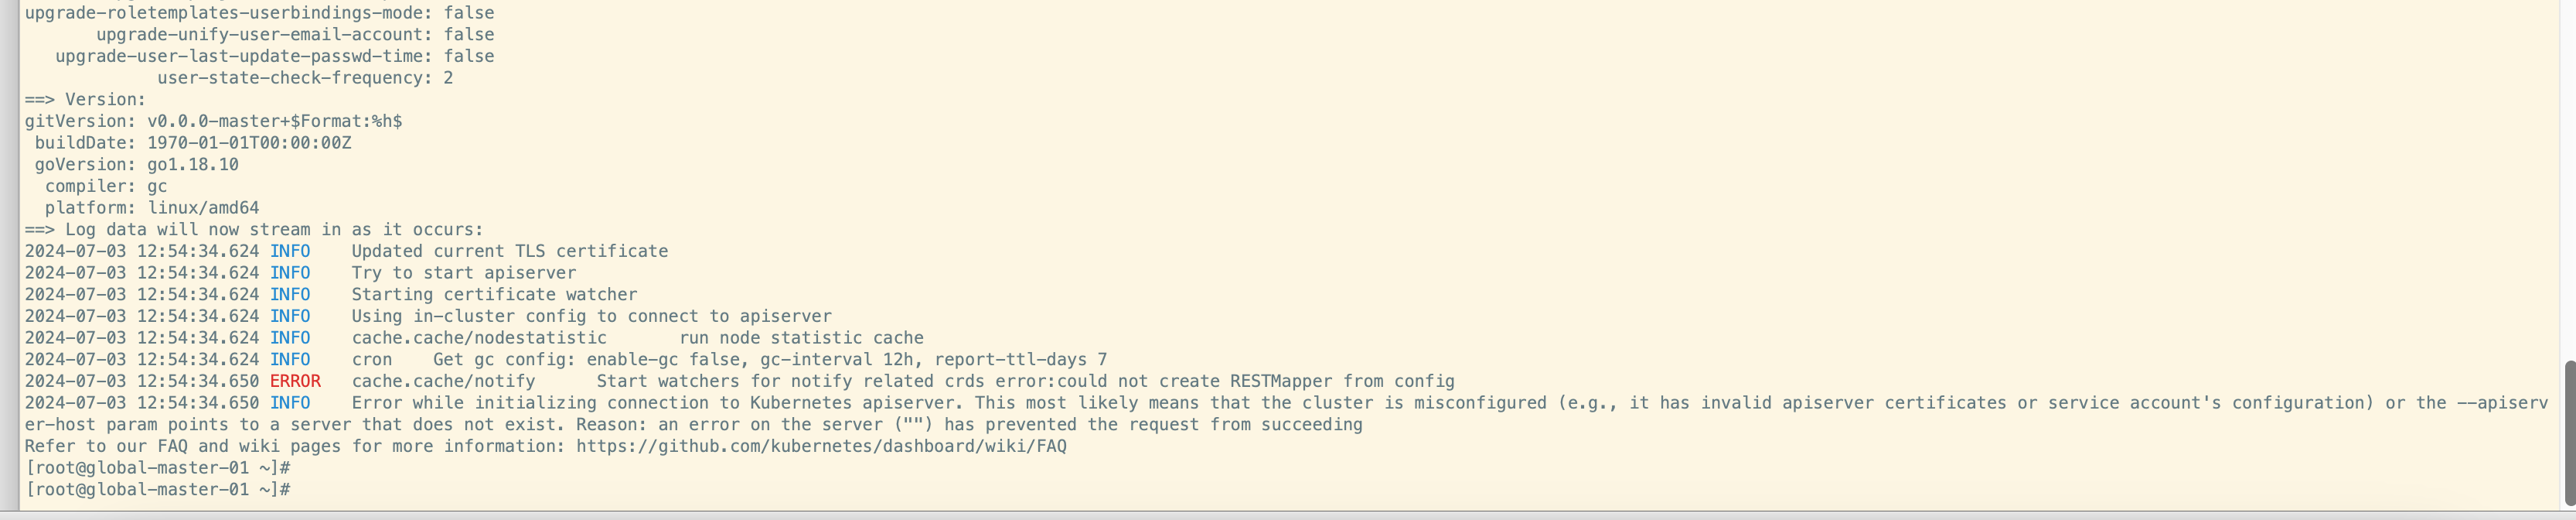 upgrade-roletemplates-userbindings-mode: false
upgrade-unify-user-email-account: false
upgrade-user-last-update-passwd-time: false
user-state-check-frequency: 2
==> Version:
gitVersion: v0.0.0-master+$Format:%h$
buildDate: 1970-01-01T00:00:00Z
goVersion: go1.18.10
compiler: gc
platform: linux/amd64
==> Log data will now stream in as it occurs:
2024-07-03 12:54:34.624 INFO    Updated current TLS certificate
2024-07-03 12:54:34.624 INFO    Try to start apiserver
2024-07-03 12:54:34.624 INFO    Starting certificate watcher
2024-07-03 12:54:34.624 INFO    Using in-cluster config to connect to apiserver
2024-07-03 12:54:34.624 INFO    cache.cache/nodestatistic       run node statistic cache
2024-07-03 12:54:34.624 INFO    cron    Get gc config: enable-gc false, gc-interval 12h, report-ttl-days 7
2024-07-03 12:54:34.650 ERROR   cache.cache/notify      Start watchers for notify related crds error:could not create RESTMapper from config
2024-07-03 12:54:34.650 INFO    Error while initializing connection to Kubernetes apiserver. This most likely means that the cluster is misconfigured (e.g., it has invalid apiserver certificates or service account's configuration) or the --apiserv
er-host param points to a server that does not exist. Reason: an error on the server ("") has prevented the request from succeeding
Refer to our FAQ and wiki pages for more information: https://github.com/kubernetes/dashboard/wiki/FAQ
[root@global-master-01 ~]#
[root@global-master-01 ~]#